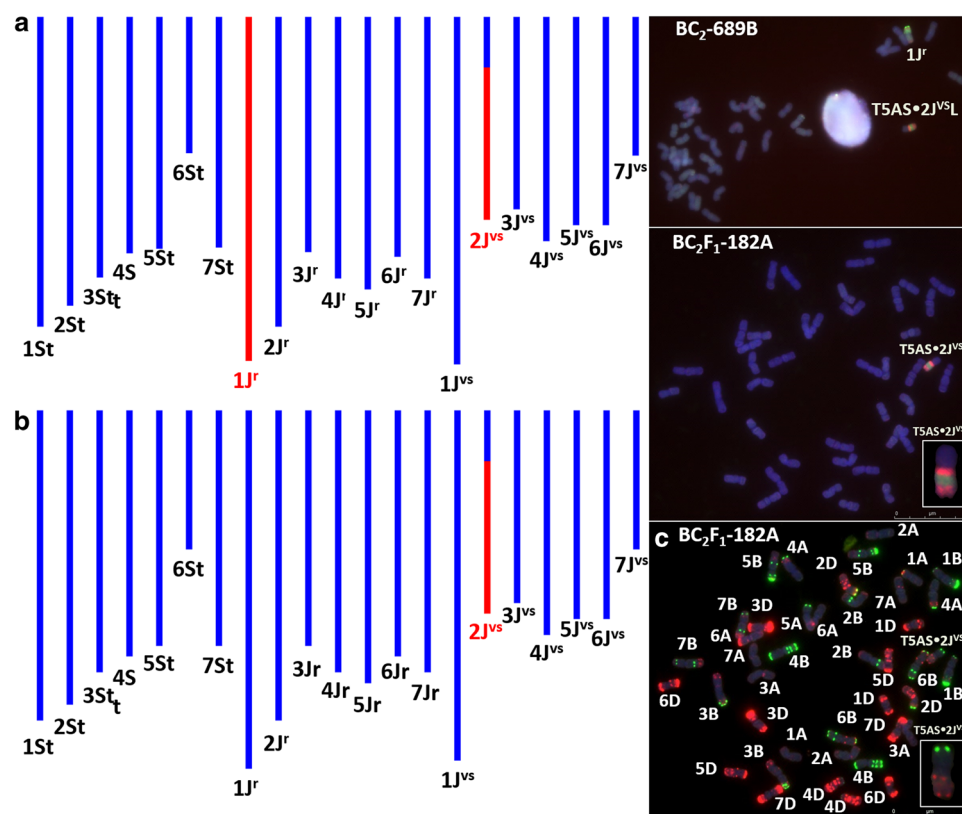 a
1St
2St
3St
t
4S
5St
6St
7St
1Jʳ
2Jʳ
3Jʳ
4Jʳ
5Jʳ
6Jʳ
7Jʳ
1Jᵛˢ
2Jᵛˢ
3Jᵛˢ
4Jᵛˢ
5Jᵛˢ
6Jᵛˢ
7Jᵛˢ
BC₂-689B
1Jʳ
T5AS•2JⱽˢL
BC₂F₁-182A
T5AS•2Jⱽˢ
T5AS•2Jⱽˢ
0 µm
b
1St
2St
3St
t
4S
5St
6St
7St
1Jʳ
2Jʳ
3Jr
4Jr
5Jr
6Jr
7Jr
1Jᵛˢ
2Jᵛˢ
3Jᵛˢ
4Jᵛˢ
5Jᵛˢ
6Jᵛˢ
7Jᵛˢ
c BC₂F₁-182A
2A
4A
5B
2D
5B
1A
1B
7A
4A
7B
3D
5A
2B
1D
6A
6A
7A
4B
2B
T5AS•2Jⱽˢ
7B
5D
6B
1B
3A
6D
1D
2D
3B
3D
6B
7D
T5AS•2Jⱽˢ
1A
3A
3B
2A
5D
4B
4D
6D
7D
4D
0 µm